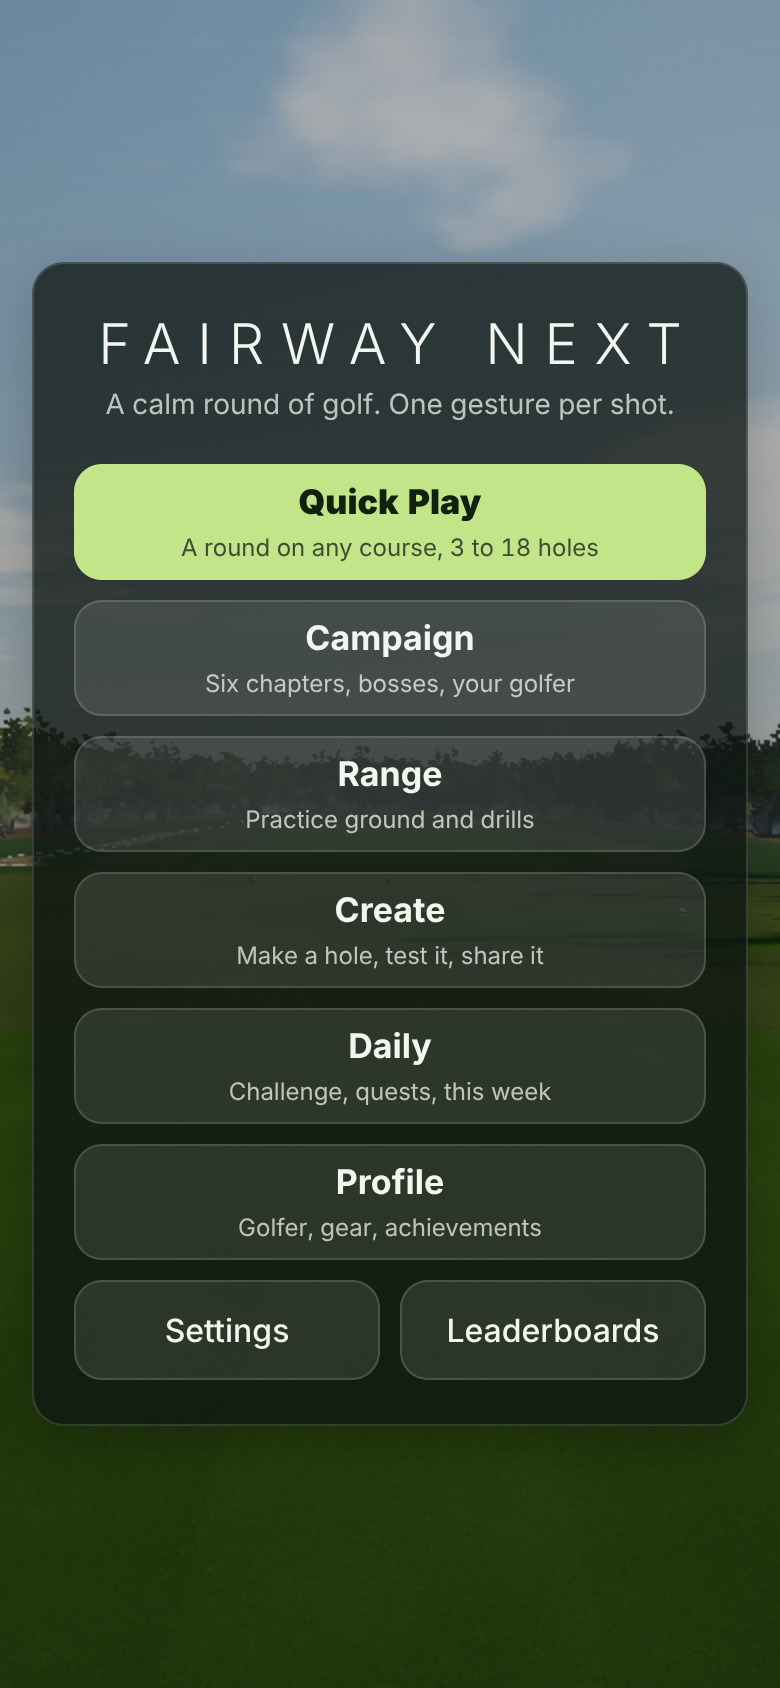 FAIRWAY NEXT
A calm round of golf. One gesture per shot.
Quick Play
A round on any course, 3 to 18 holes
Campaign
Six chapters, bosses, your golfer
Range
Practice ground and drills
Create
Make a hole, test it, share it
Daily
Challenge, quests, this week
Profile
Golfer, gear, achievements
Settings
Leaderboards